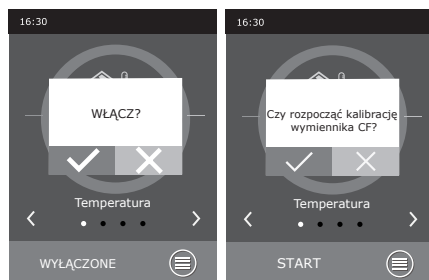 16:30
WŁĄCZ?
Temperatura
WYŁĄCZONE
16:30
Czy rozpocząć kalibrację
wymiennika CF?
Temperatura
START